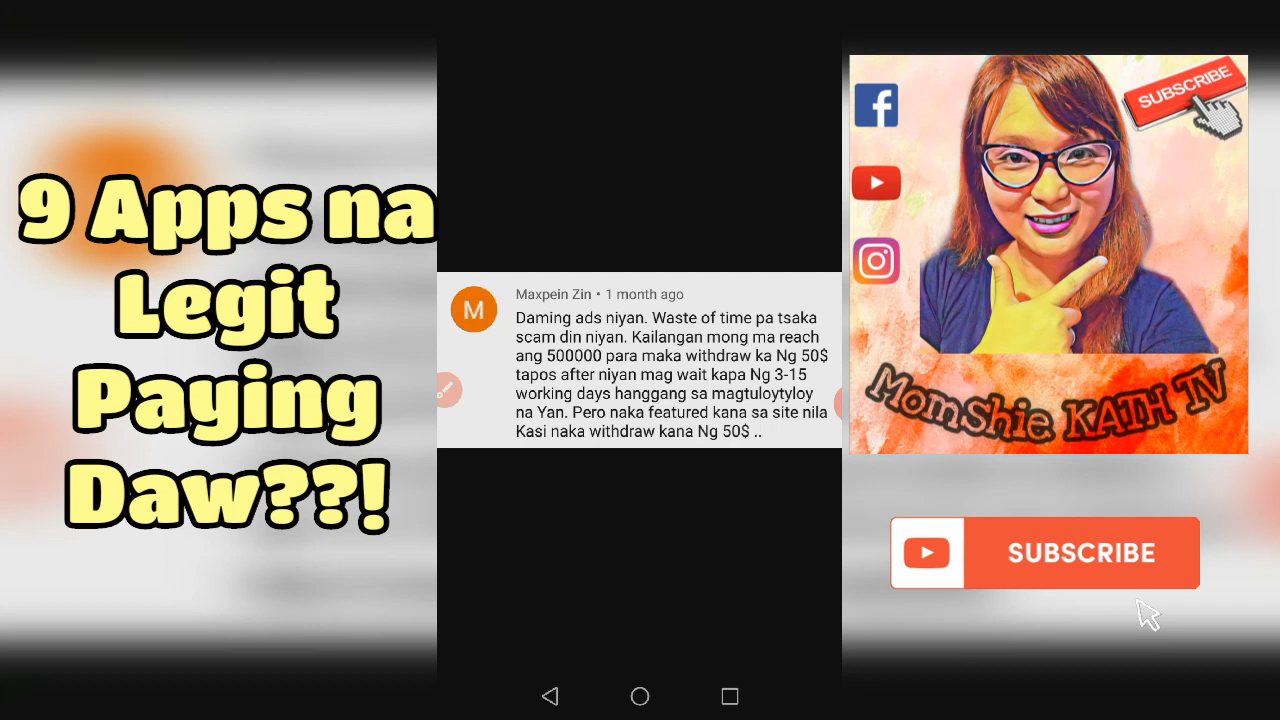 9 Apps na
Legit
Paying
Daw??!
M
Maxpein Zin • 1 month ago
Daming ads niyan. Waste of time pa tsaka
scam din niyan. Kailangan mong ma reach
ang 500000 para maka withdraw ka Ng 50$
tapos after niyan mag wait kapa Ng 3-15
working days hanggang sa magtuloytyloy
na Yan. Pero naka featured kana sa site nila
Kasi naka withdraw kana Ng 50$ ..
SUBSCRIBE
f
MomShie KATH TV
SUBSCRIBE